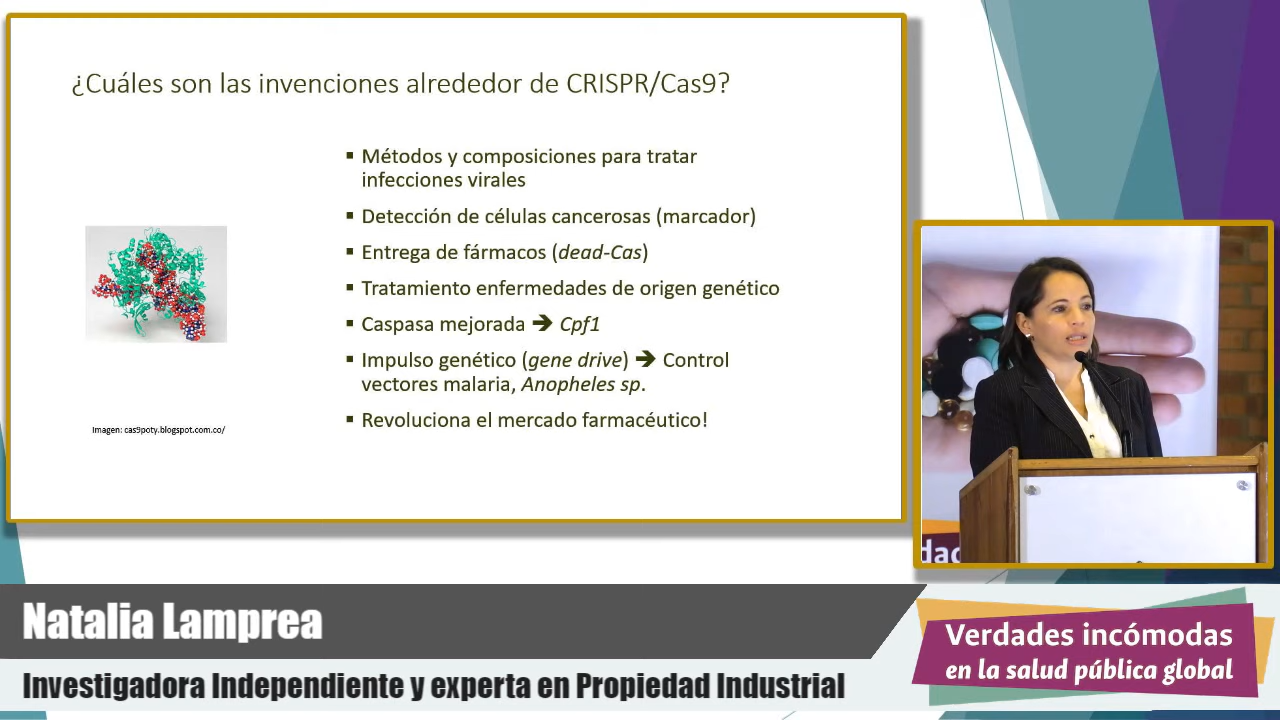 ¿Cuáles son las invenciones alrededor de CRISPR/Cas9?
▪ Métodos y composiciones para tratar
infecciones virales
▪ Detección de células cancerosas (marcador)
▪ Entrega de fármacos (dead-Cas)
▪ Tratamiento enfermedades de origen genético
▪ Caspasa mejorada ➔ Cpf1
▪ Impulso genético (gene drive) ➔ Control
vectores malaria, Anopheles sp.
▪ Revoluciona el mercado farmacéutico!
Imagen: cas9poty.blogspot.com.co/
dad
Natalia Lamprea
Investigadora Independiente y experta en Propiedad Industrial
Verdades incómodas
en la salud pública global